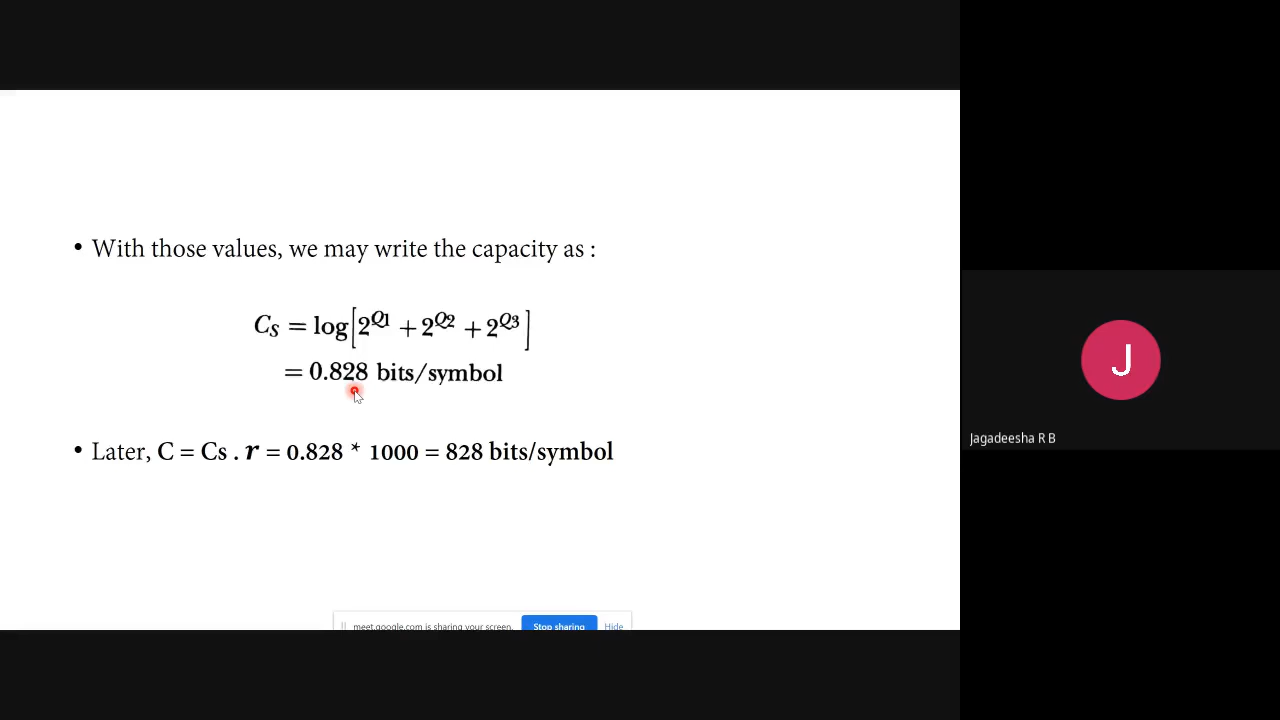 • With those values, we may write the capacity as :
C_S = log[2^Q1 + 2^Q2 + 2^Q3]
= 0.828 bits/symbol
• Later, C = Cs . r = 0.828 * 1000 = 828 bits/symbol
J
Jagadeesha R B
meet.google.com is sharing your screen. Stop sharing Hide